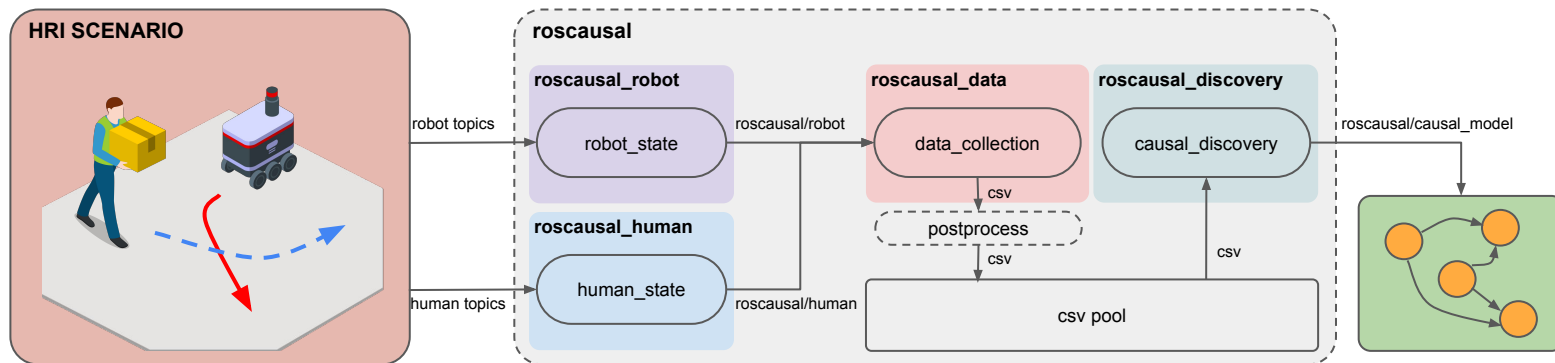 HRI SCENARIO
robot topics
human topics
roscausal
roscausal_robot
robot_state
roscausal/robot
roscausal_human
human_state
roscausal/human
roscausal_data
data_collection
csv
postprocess
csv
csv pool
roscausal_discovery
causal_discovery
csv
roscausal/causal_model